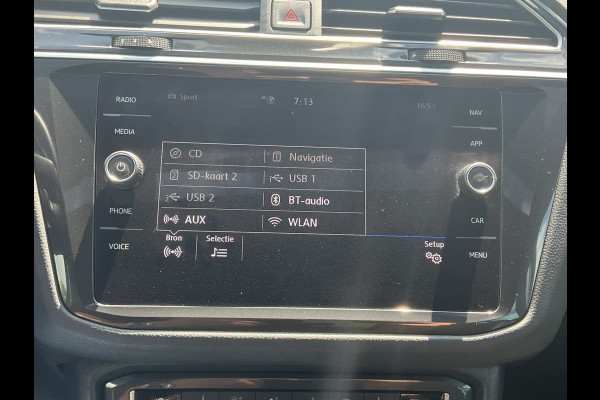 RADIO
MEDIA
PHONE
VOICE
Sport
7:13
CD
Navigatie
SD-kaart 2
USB 1
USB 2
BT-audio
AUX
WLAN
Bron
Selectie
Setup
NAV
APP
CAR
MENU